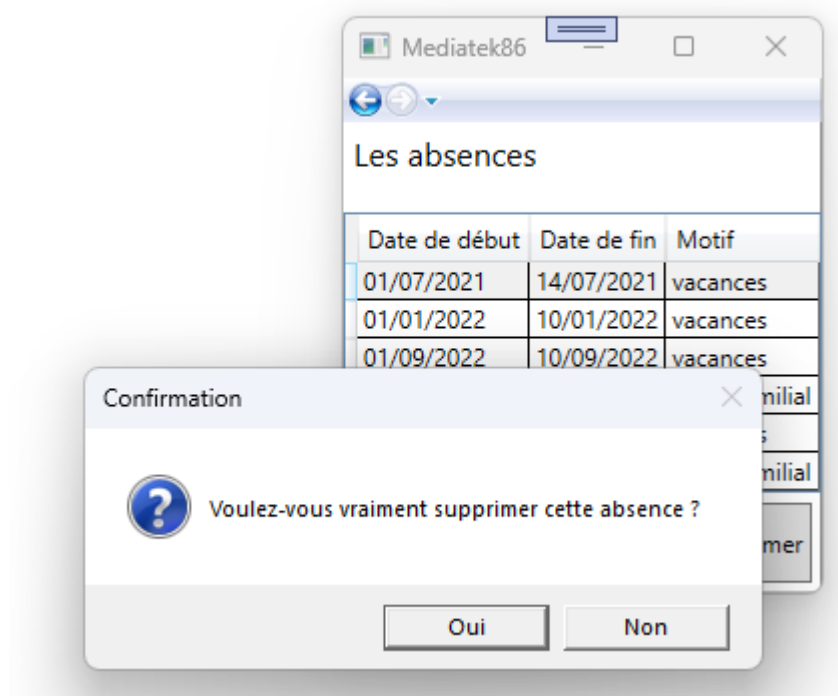 Mediatek86
Les absences
Date de début Date de fin Motif
01/07/2021 14/07/2021 vacances
01/01/2022 10/01/2022 vacances
01/09/2022 10/09/2022 vacances
Confirmation
Voulez-vous vraiment supprimer cette absence ?
Oui Non